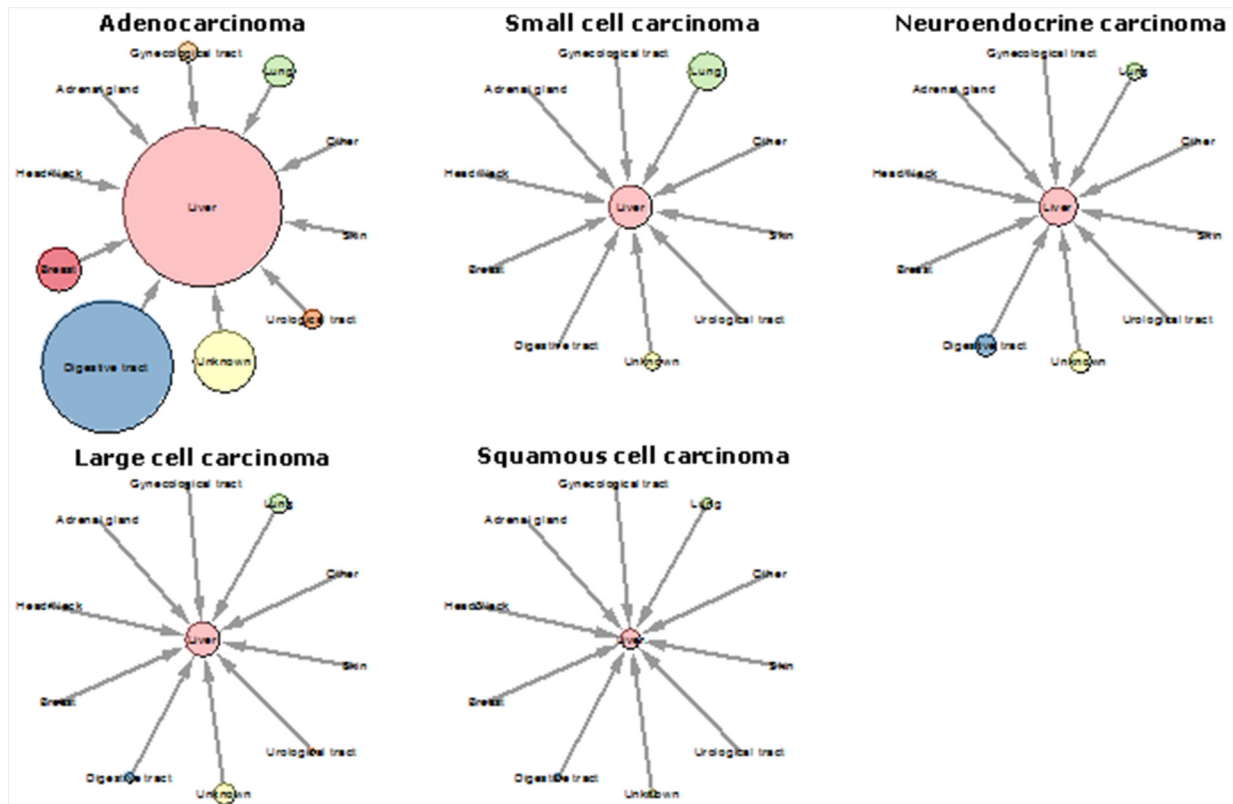 Adenocarcinoma
Gynecological tract
Lung
Adrenal gland
Other
Head/Neck
Liver
Skin
Breast
Urological tract
Unknown
Digestive tract
Small cell carcinoma
Gynecological tract
Lung
Adrenal gland
Other
Head/Neck
Liver
Skin
Breast
Urological tract
Digestive tract
Unknown
Neuroendocrine carcinoma
Gynecological tract
Lung
Adrenal gland
Other
Head/Neck
Liver
Skin
Breast
Urological tract
Digestive tract
Unknown
Large cell carcinoma
Gynecological tract
Lung
Adrenal gland
Other
Head/Neck
Liver
Skin
Breast
Urological tract
Digestive tract
Unknown
Squamous cell carcinoma
Gynecological tract
Lung
Adrenal gland
Other
Head/Neck
Liver
Skin
Breast
Urological tract
Digestive tract
Unknown